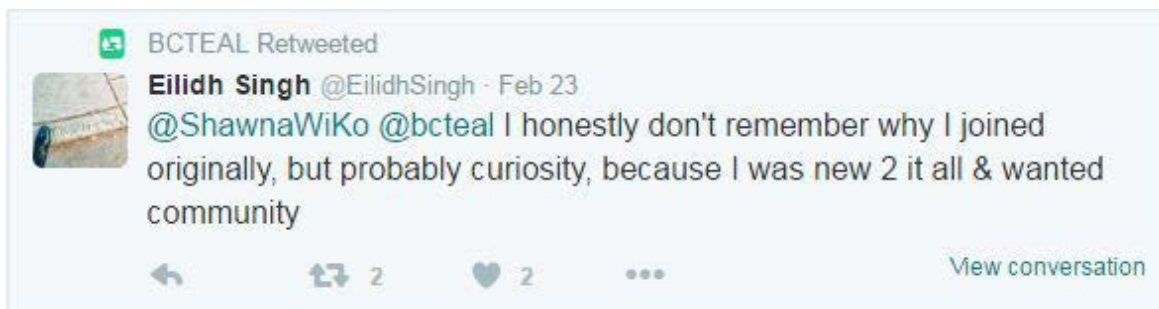 BCTEAL Retweeted
Eilidh Singh @EilidhSingh · Feb 23
@ShawnaWiKo @bcteal I honestly don't remember why I joined
originally, but probably curiosity, because I was new 2 it all & wanted
community
2 2 View conversation